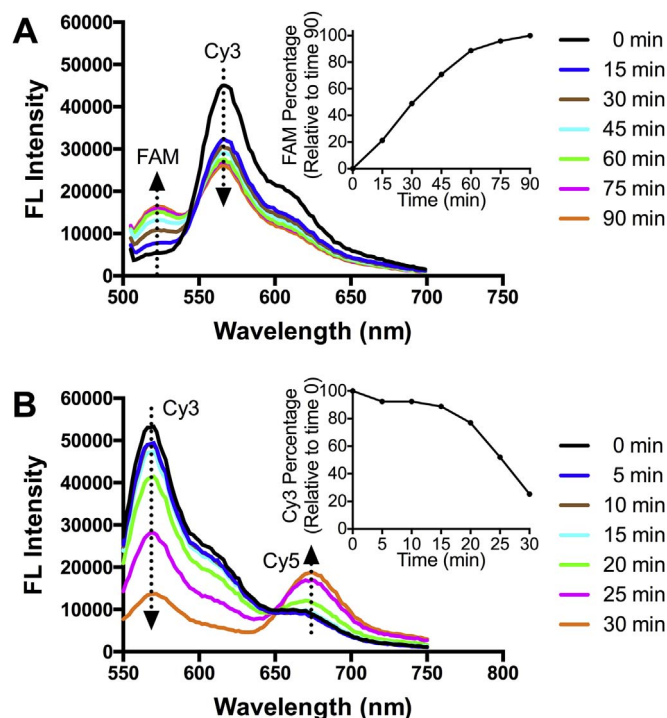 A
FL Intensity
60000
50000
40000
30000
20000
10000
0
500
550
600
650
700
750
Wavelength (nm)
FAM
Cy3
FAM Percentage
(Relative to time 90)
100
80
60
40
20
0
0
15
30
45
60
75
90
Time (min)
0 min
15 min
30 min
45 min
60 min
75 min
90 min
B
FL Intensity
60000
50000
40000
30000
20000
10000
0
550
600
650
700
750
800
Wavelength (nm)
Cy3
Cy5
Cy3 Percentage
(Relative to time 0)
100
80
60
40
20
0
0
5
10
15
20
25
30
Time (min)
0 min
5 min
10 min
15 min
20 min
25 min
30 min